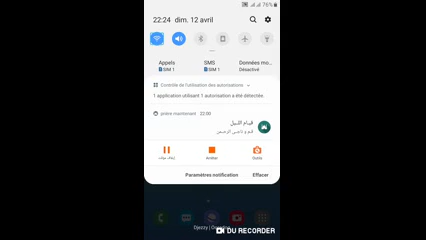 76%
22:24 dim. 12 avril
Appels SMS Données mo...
SIM 1 SIM 1 Désactivé
Contrôle de l'utilisation des autorisations
1 application utilisant 1 autorisation a été détectée.
prière maintenant 22:00
قيام الليل
Arrêter
Paramètres notification Effacer
Djezzy |
DU RECORDER